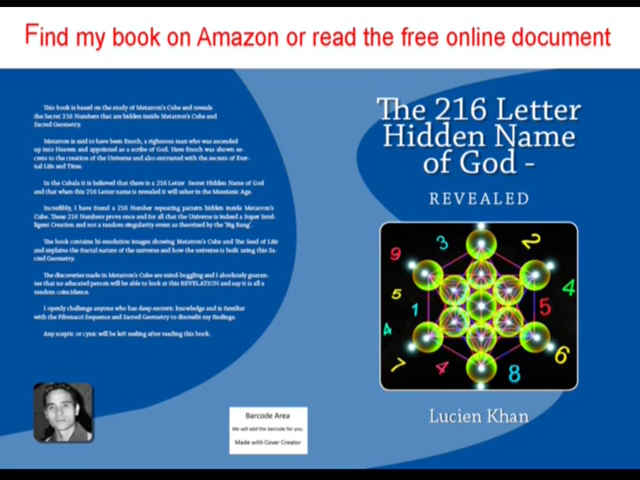 Find my book on Amazon or read the free online document
This book is based on the study of Metatron's Cube and reveals
the Secret 216 Numbers that are hidden inside Metatron's Cube and
Sacred Geometry.
Metatron is said to have been Enoch, a righteous man who was ascended
up into Heaven and appointed as a scribe of God. Here Enoch was shown se-
crets to the creation of the Universe and also entrusted with the secrets of Eter-
nal Life and Time.
In the Cabala it is believed that there is a 216 Letter Secret Hidden Name of God
and that when this 216 Letter name is revealed it will usher in the Messianic Age.
Incredibly, I have found a 216 Number repeating pattern hidden inside Metatron's
Cube. These 216 Numbers prove once and for all that the Universe is indeed a Super Intel-
ligent Creation and not a random singularity event as theorized by the 'Big Bang'.
The book contains hi-resolution images showing Metatron's Cube and The Seed of Life
and explains the fractal nature of the universe and how the universe is built using this Sa-
cred Geometry.
The discoveries made in Metatron's Cube are mind-boggling and I absolutely guaran-
tee that no educated person will be able to look at this REVELATION and say it is all a
random coincidence.
I openly challenge anyone who has deep esoteric knowledge and is familiar
with the Fibonacci Sequence and Sacred Geometry to discredit my findings.
Any sceptic or cynic will be left reeling after reading this book.
Barcode Area
We will add the barcode for you.
Made with Cover Creator
The 216 Letter
Hidden Name
of God -
REVEALED
3 2
9
4
5
1 5
4
6
7 4 8
Lucien Khan